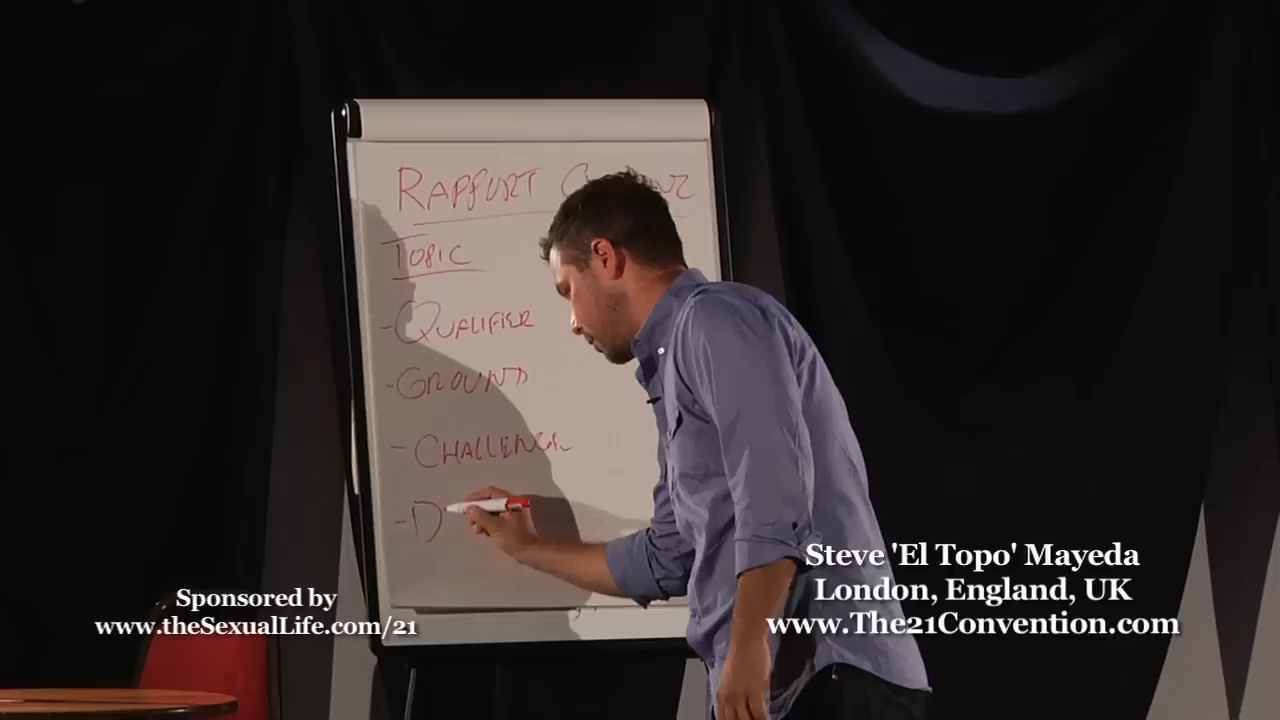 RAPPORT
TOPIC
-QUALIFIER
-GROUND
-CHALLENGE
-D
Steve 'El Topo' Mayeda
London, England, UK
www.The21Convention.com
Sponsored by
www.theSexualLife.com/21